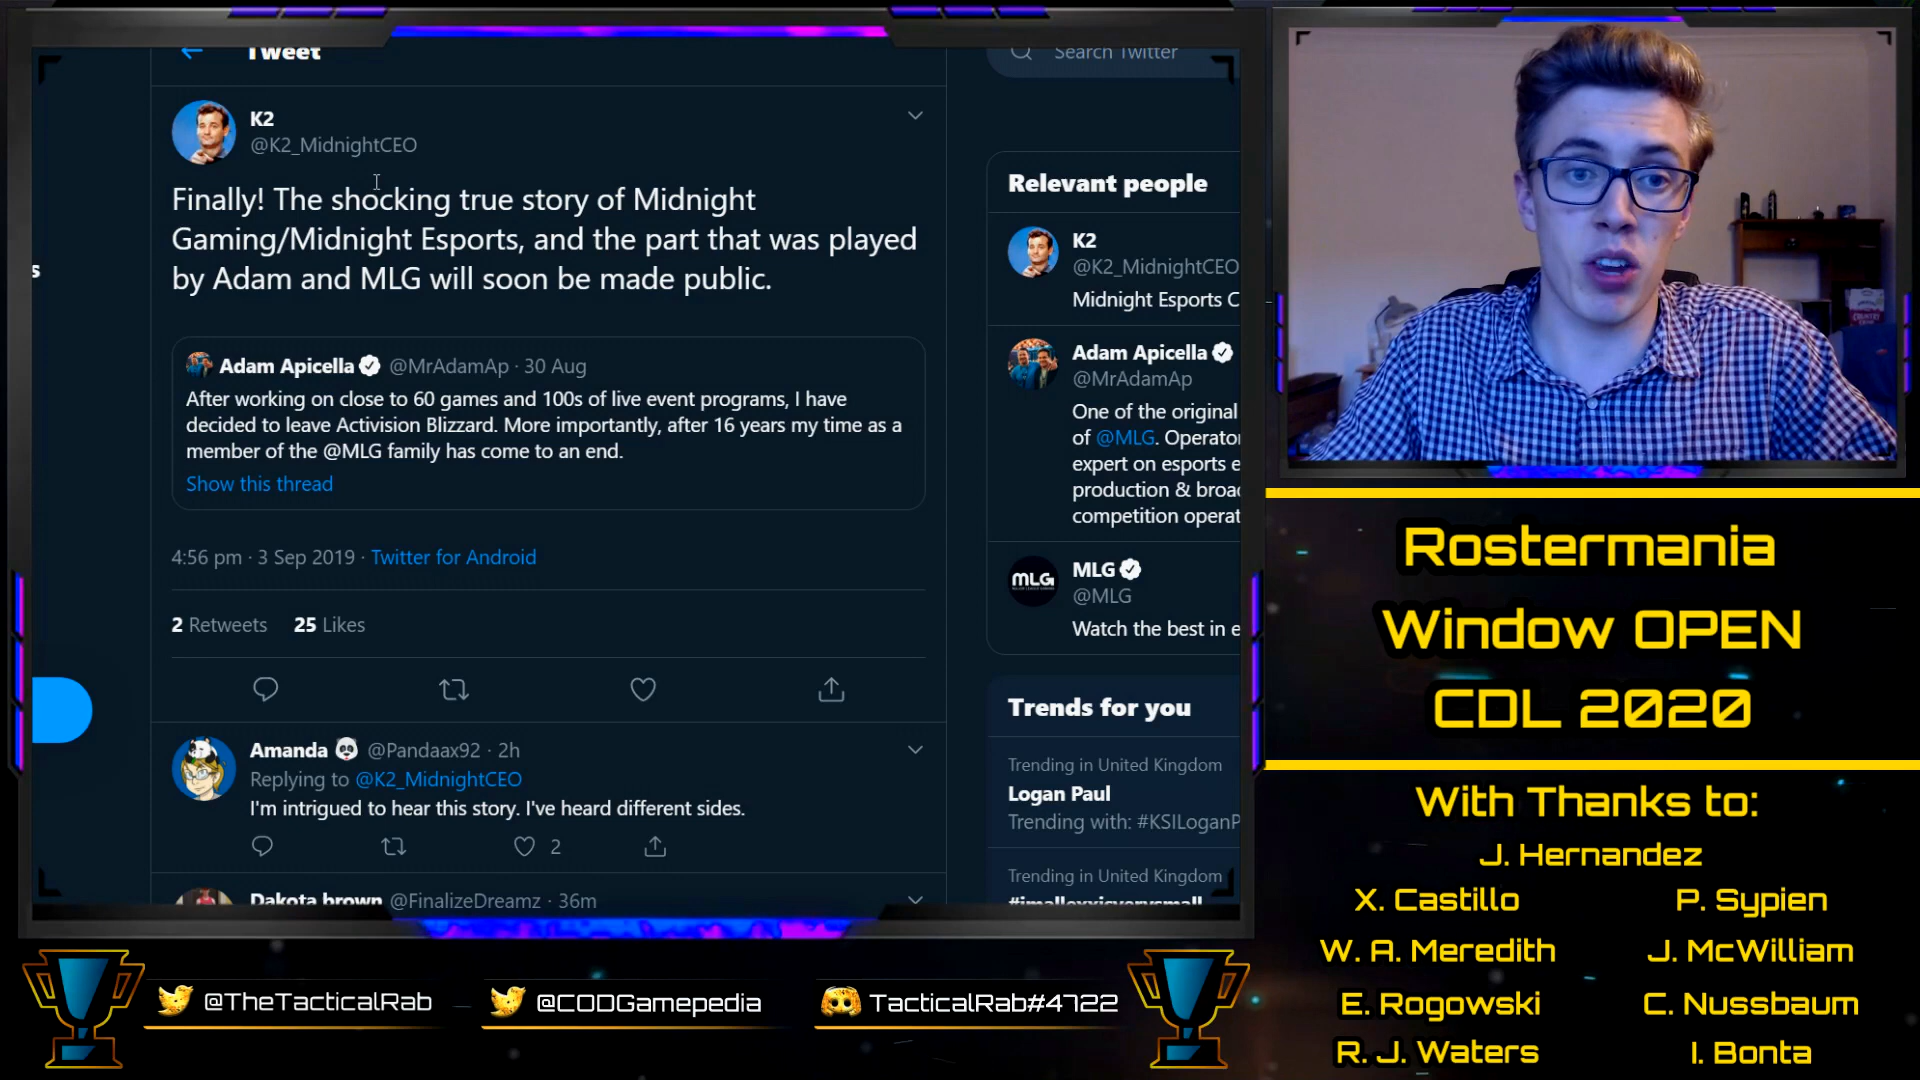 Tweet
Search Twitter
K2
@K2_MidnightCEO
Finally! The shocking true story of Midnight
Gaming/Midnight Esports, and the part that was played
by Adam and MLG will soon be made public.
s
Adam Apicella @MrAdamAp · 30 Aug
After working on close to 60 games and 100s of live event programs, I have
decided to leave Activision Blizzard. More importantly, after 16 years my time as a
member of the @MLG family has come to an end.
Show this thread
4:56 pm · 3 Sep 2019 · Twitter for Android
2 Retweets 25 Likes
Amanda @Pandaax92 · 2h
Replying to @K2_MidnightCEO
I'm intrigued to hear this story. I've heard different sides.
2
Dakota brown @FinalizeDreamz · 36m
Relevant people
K2
@K2_MidnightCEO
Midnight Esports C
Adam Apicella
@MrAdamAp
One of the original
of @MLG. Operator
expert on esports e
production & broad
competition operat
MLG
MLG
@MLG
Watch the best in e
Trends for you
Trending in United Kingdom
Logan Paul
Trending with: #KSILoganP
Trending in United Kingdom
#imallexxisverysmall
Rostermania
Window OPEN
CDL 2020
With Thanks to:
J. Hernandez
X. Castillo P. Sypien
W. A. Meredith J. McWilliam
E. Rogowski C. Nussbaum
R. J. Waters I. Bonta
@TheTacticalRab @CODGamepedia TacticalRab#4722